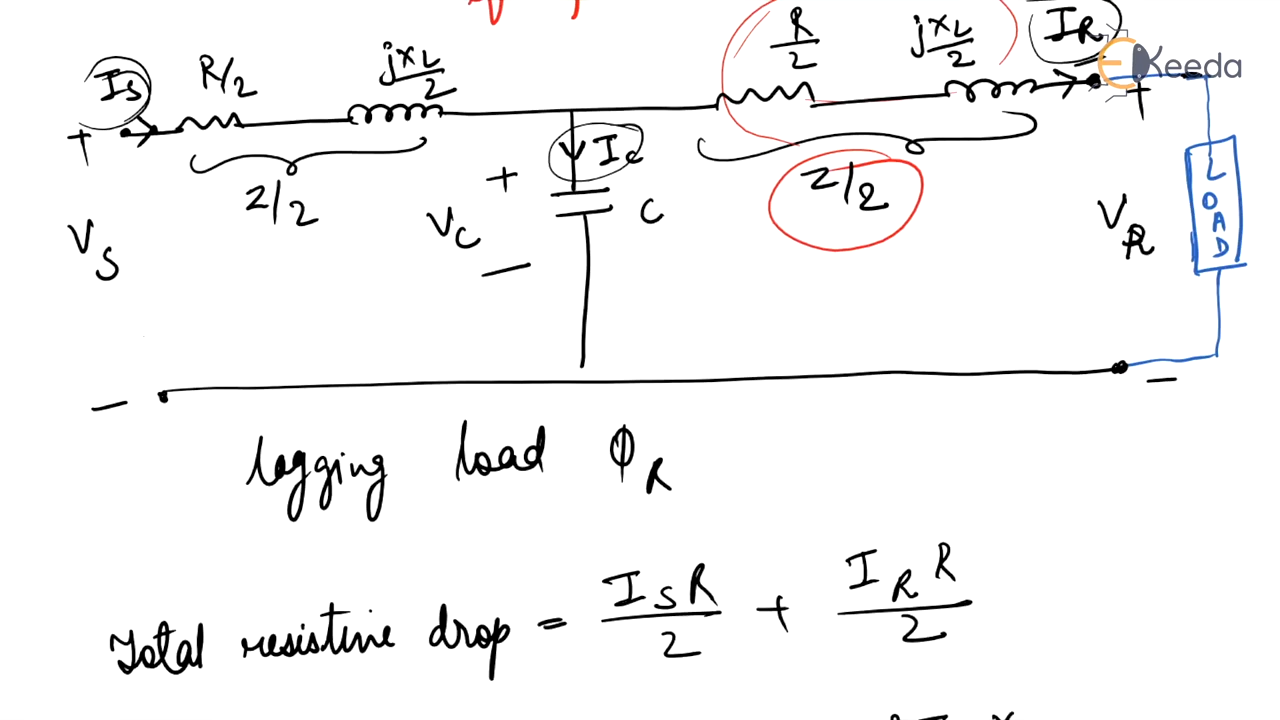 Is R/2 jXL/2 R/2 jXL/2 IR Keeda
+ +
Z/2 + Ic C Z/2
Vs Vc VR LOAD
— — —
lagging load ΦR
Total resistive drop = IsR/2 + IRR/2